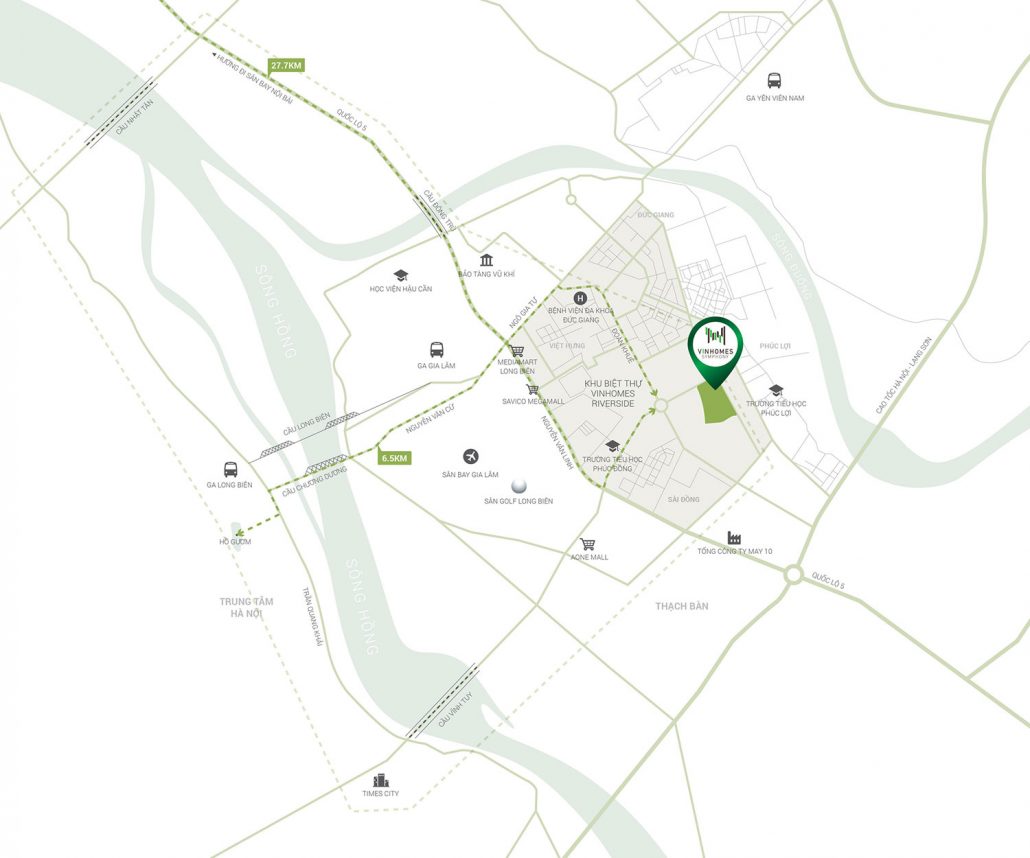 27.7KM
HƯỚNG ĐI SÂN BAY NỘI BÀI
CẦU NHẬT TÂN
QUỐC LỘ 5
GA YÊN VIÊN NAM
CẦU ĐÔNG TRÙ
ĐỨC GIANG
SÔNG ĐUỐNG
SÔNG HỒNG
BẢO TÀNG VŨ KHÍ
HỌC VIỆN HẬU CẦN
NGÔ GIA TỰ
H
BỆNH VIỆN ĐA KHOA
ĐỨC GIANG
ĐOÀN KHUÊ
VINHOMES
SYMPHONY
VIỆT HƯNG
PHÚC LỢI
CAO TỐC HÀ NỘI - LẠNG SƠN
GA GIA LÂM
MEDIAMART
LONG BIÊN
KHU BIỆT THỰ
VINHOMES
RIVERSIDE
SAVICO MEGAMALL
TRƯỜNG TIỂU HỌC
PHÚC LỢI
NGUYỄN VĂN CỪ
CẦU LONG BIÊN
NGUYỄN VĂN LINH
6.5KM
TRƯỜNG TIỂU HỌC
PHÚC ĐỒNG
GA LONG BIÊN
CẦU CHƯƠNG DƯƠNG
SÂN BAY GIA LÂM
SÂN GOLF LONG BIÊN
SÀI ĐỒNG
HỒ GƯƠM
AONE MALL
TỔNG CÔNG TY MAY 10
QUỐC LỘ 5
SÔNG HỒNG
TRẦN QUANG KHẢI
TRUNG TÂM
HÀ NỘI
THẠCH BÀN
CẦU VĨNH TUY
TIMES CITY